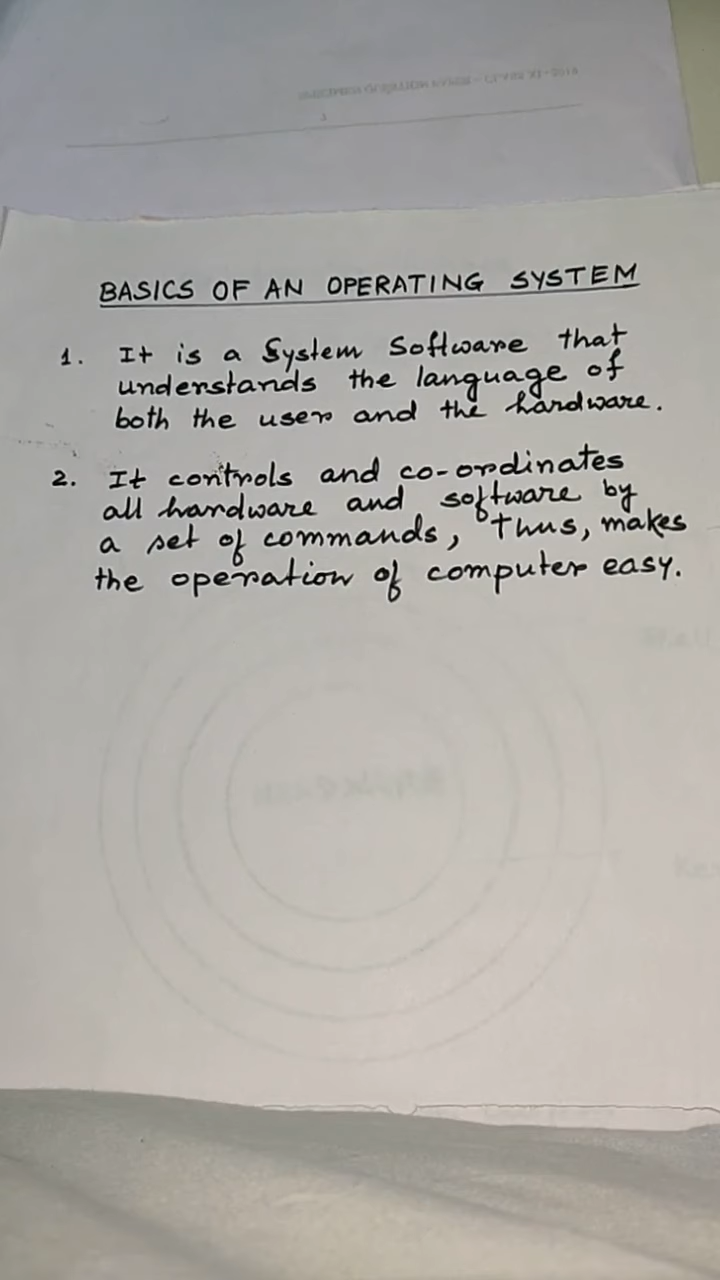 BASICS OF AN OPERATING SYSTEM
1. It is a System Software that
understands the language of
both the user and the hardware.
2. It controls and co-ordinates
all hardware and software by
a set of commands, Thus, makes
the operation of computer easy.